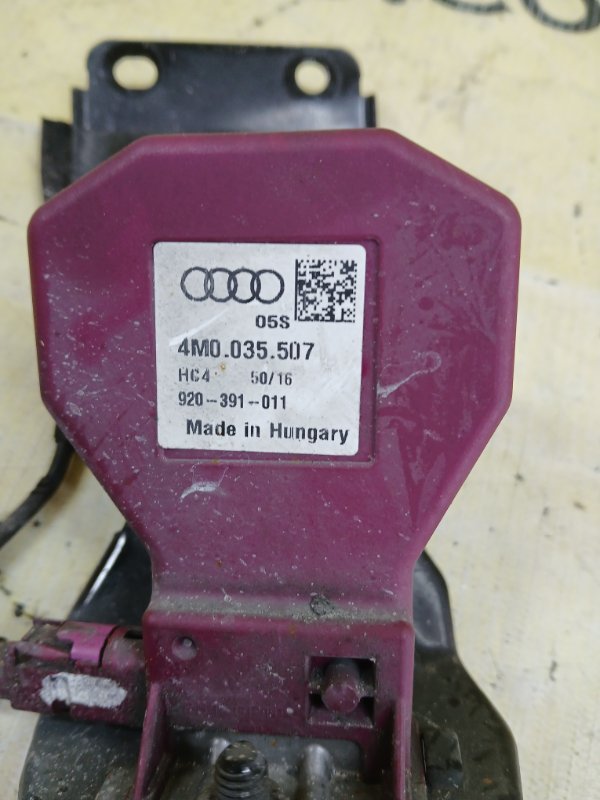 05S
4M0.035.507
HC4 50/16
920-391-011
Made in Hungary